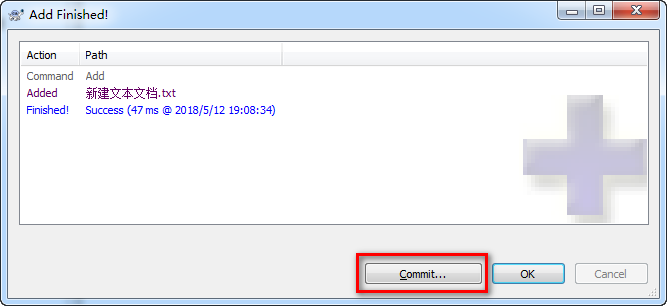 Add Finished!
Action Path
Command Add
Added 新建文本文档.txt
Finished! Success (47 ms @ 2018/5/12 19:08:34)
Commit... OK Cancel